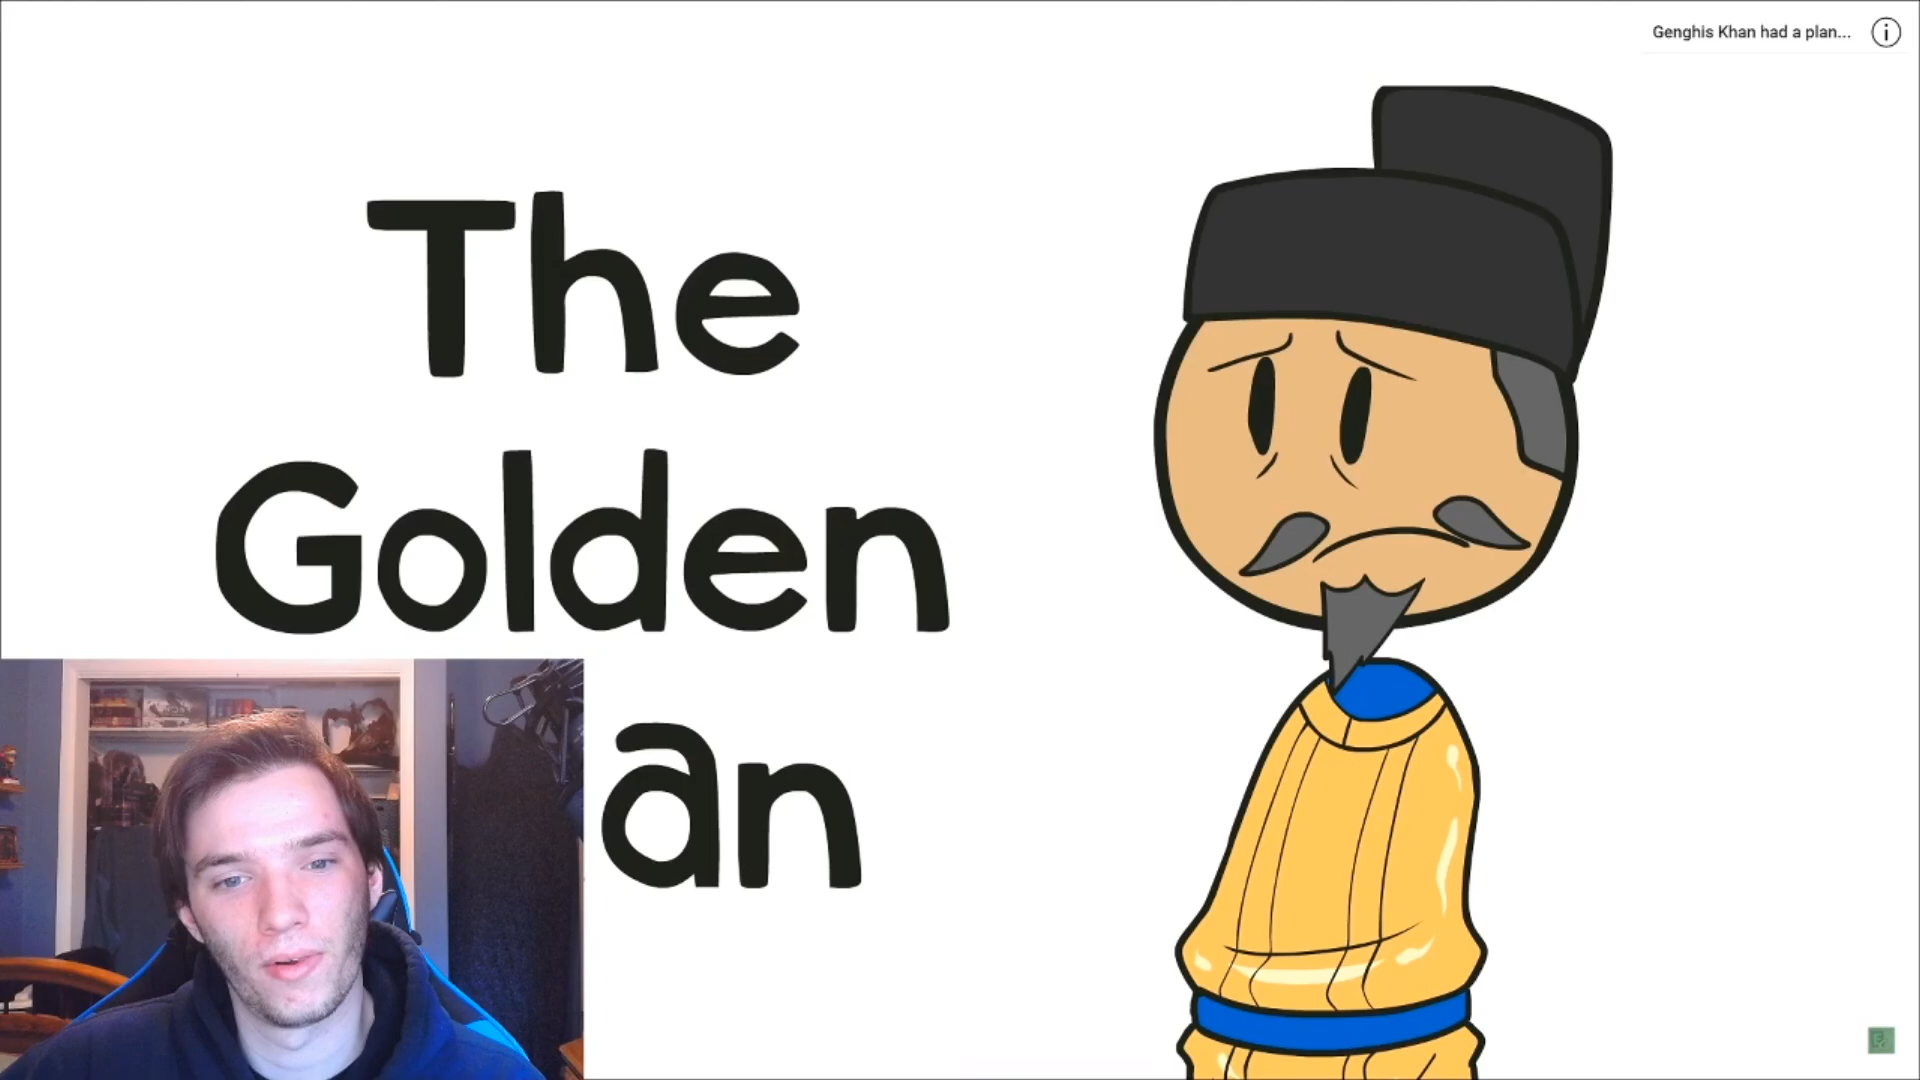 Genghis Khan had a plan...
The
Golden
an